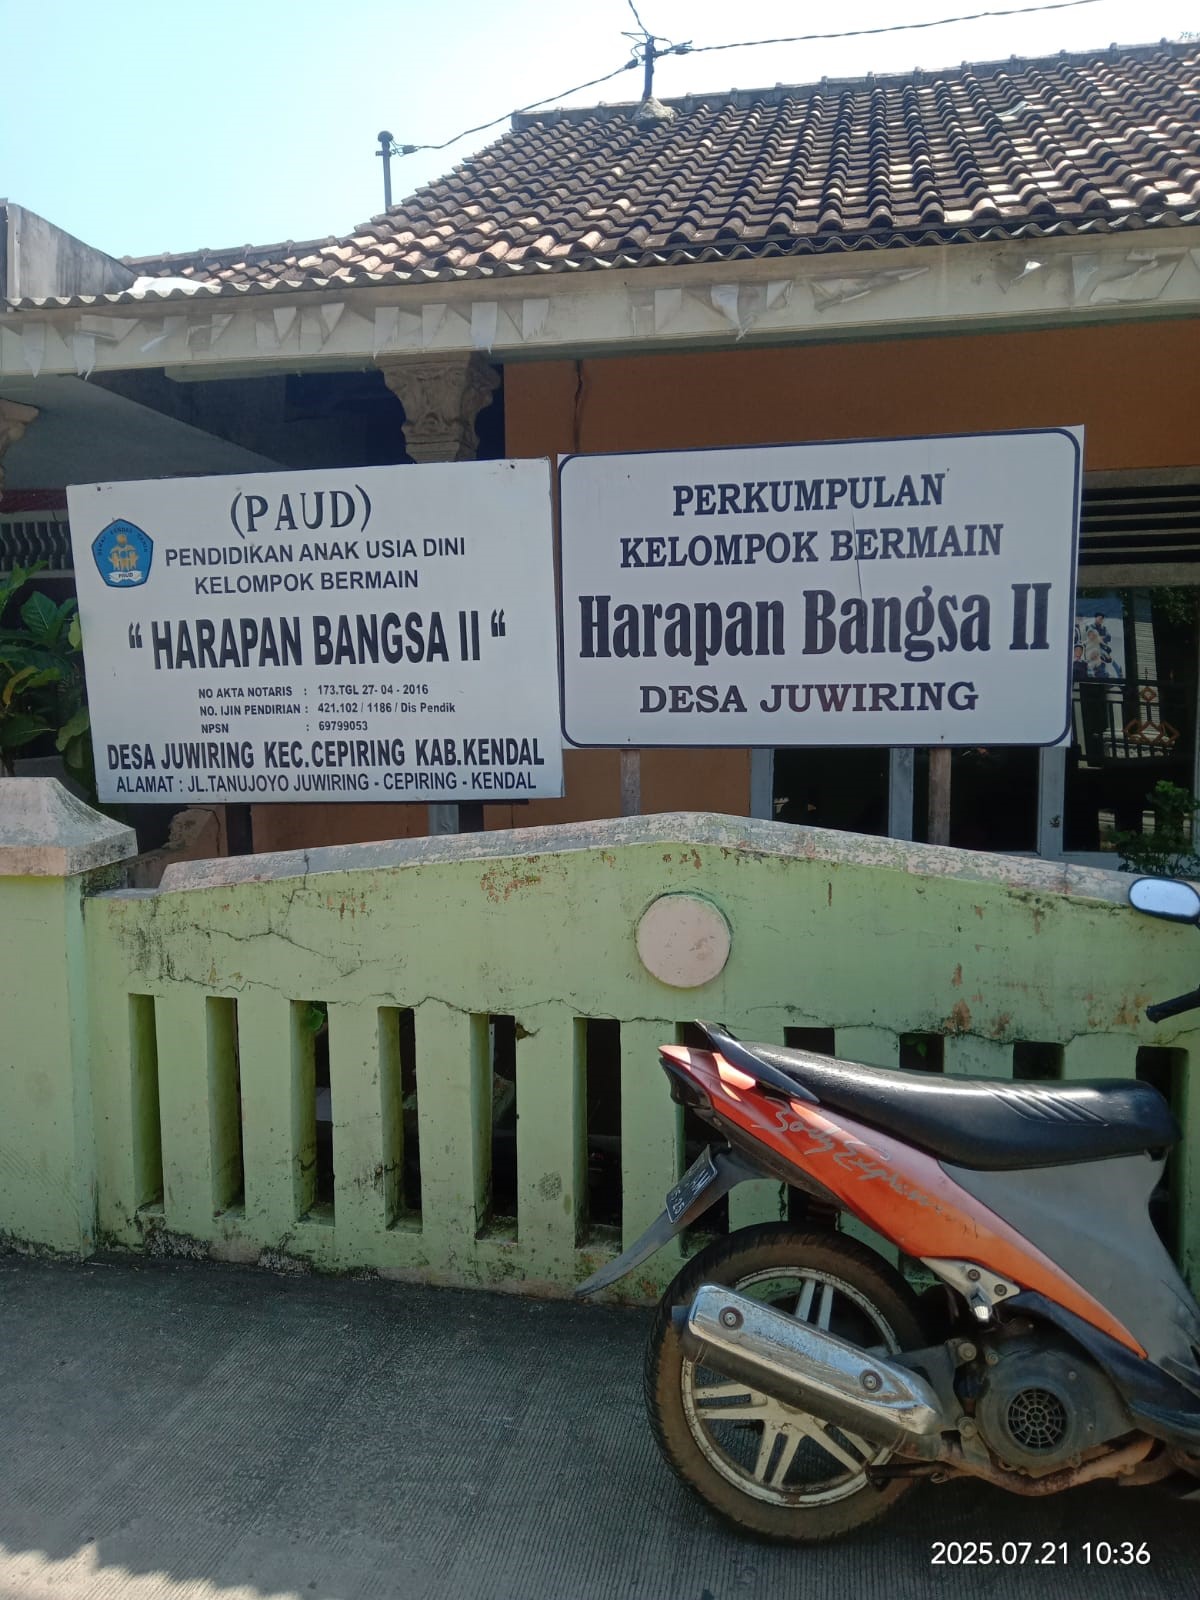 (PAUD)
PENDIDIKAN ANAK USIA DINI
KELOMPOK BERMAIN
“ HARAPAN BANGSA II “
NO AKTA NOTARIS : 173.TGL 27- 04 - 2016
NO. IJIN PENDIRIAN : 421.102 / 1186 / Dis Pendik
NPSN : 69799053
DESA JUWIRING KEC.CEPIRING KAB.KENDAL
ALAMAT : JL.TANUJOYO JUWIRING - CEPIRING - KENDAL
PAUD
PERKUMPULAN
KELOMPOK BERMAIN
Harapan Bangsa II
DESA JUWIRING
2025.07.21 10:36